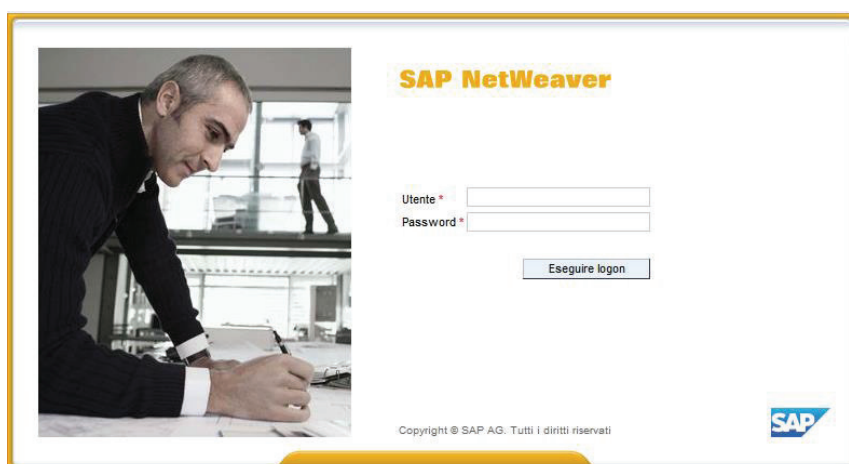 SAP NetWeaver
Utente *
Password *
Eseguire logon
Copyright © SAP AG. Tutti i diritti riservati
SAP